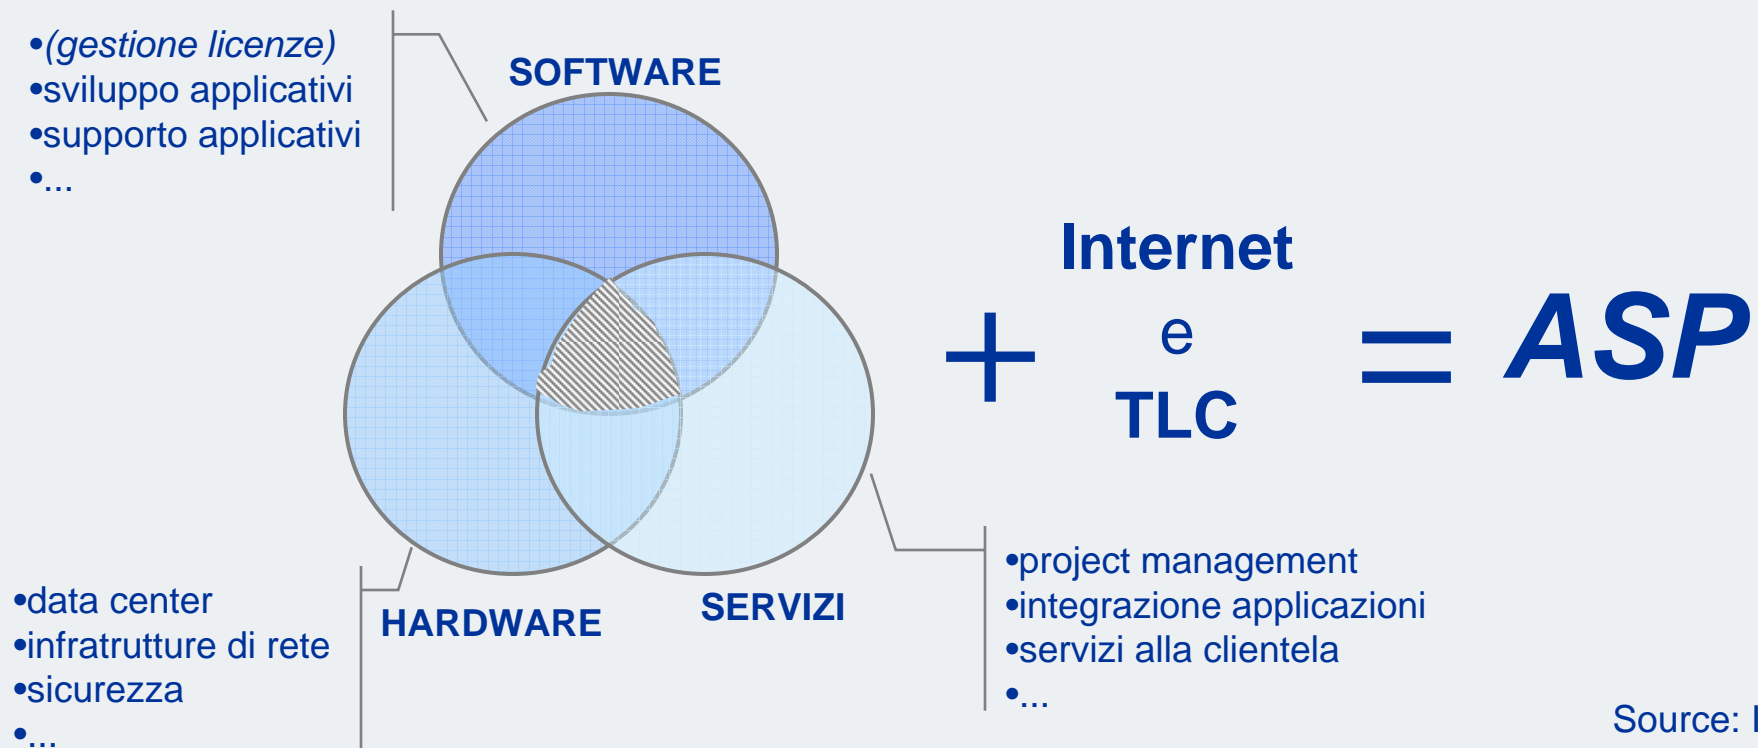 •(gestione licenze)
•sviluppo applicativi
•supporto applicativi
•...
SOFTWARE
Internet
e
TLC
+
=
ASP
HARDWARE
SERVIZI
•data center
•infratrutture di rete
•sicurezza
•...
•project management
•integrazione applicazioni
•servizi alla clientela
•...
Source: